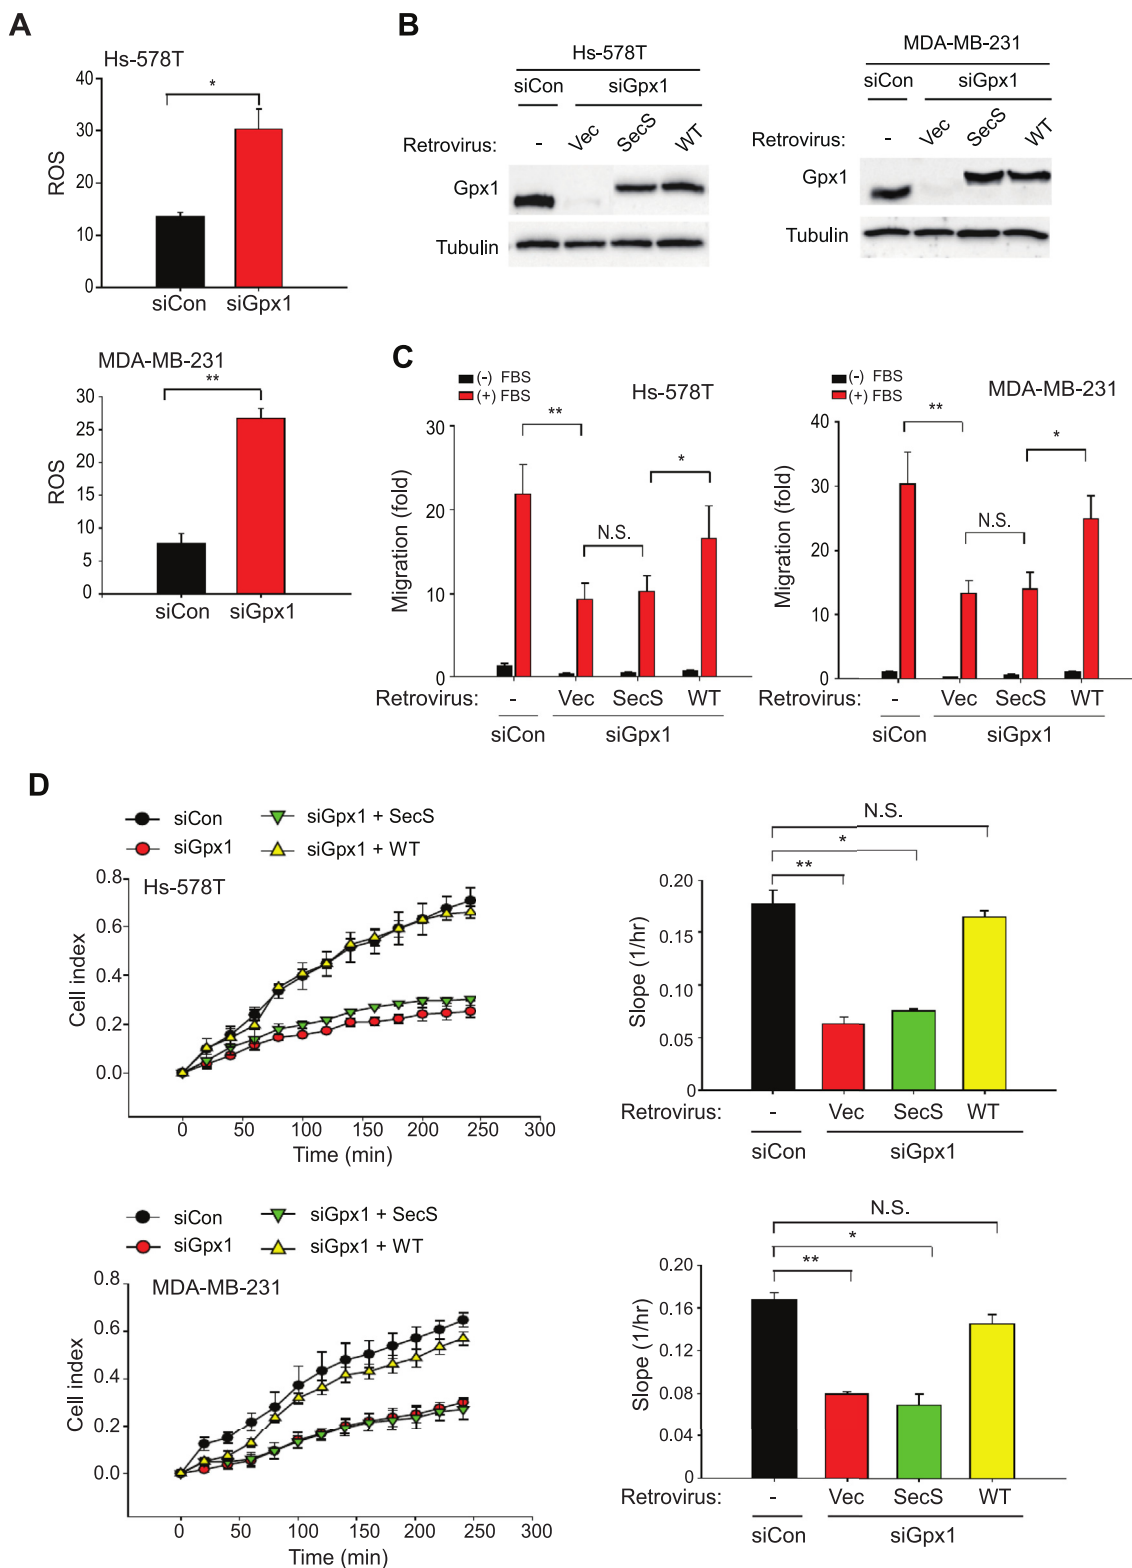 A
Hs-578T
*
40
30
20
10
0
ROS
siCon siGpx1
MDA-MB-231
**
30
25
20
15
10
5
0
ROS
siCon siGpx1
B
Hs-578T
siCon siGpx1
Retrovirus: - Vec SecS WT
Gpx1
Tubulin
MDA-MB-231
siCon siGpx1
Retrovirus: - Vec SecS WT
Gpx1
Tubulin
C
(-) FBS
(+) FBS
Hs-578T
**
*
N.S.
30
20
10
0
Migration (fold)
Retrovirus: - Vec SecS WT
siCon siGpx1
(-) FBS
(+) FBS
MDA-MB-231
**
*
N.S.
40
30
20
10
0
Migration (fold)
Retrovirus: - Vec SecS WT
siCon siGpx1
D
siCon siGpx1 + SecS
siGpx1 siGpx1 + WT
Hs-578T
0.8
0.6
0.4
0.2
0.0
Cell index
0 50 100 150 200 250 300
Time (min)
N.S.
*
**
0.20
0.15
0.10
0.05
0
Slope (1/hr)
Retrovirus: - Vec SecS WT
siCon siGpx1
siCon siGpx1 + SecS
siGpx1 siGpx1 + WT
MDA-MB-231
0.8
0.6
0.4
0.2
0.0
Cell index
0 50 100 150 200 250 300
Time (min)
N.S.
*
**
0.20
0.16
0.12
0.08
0.04
0
Slope (1/hr)
Retrovirus: - Vec SecS WT
siCon siGpx1